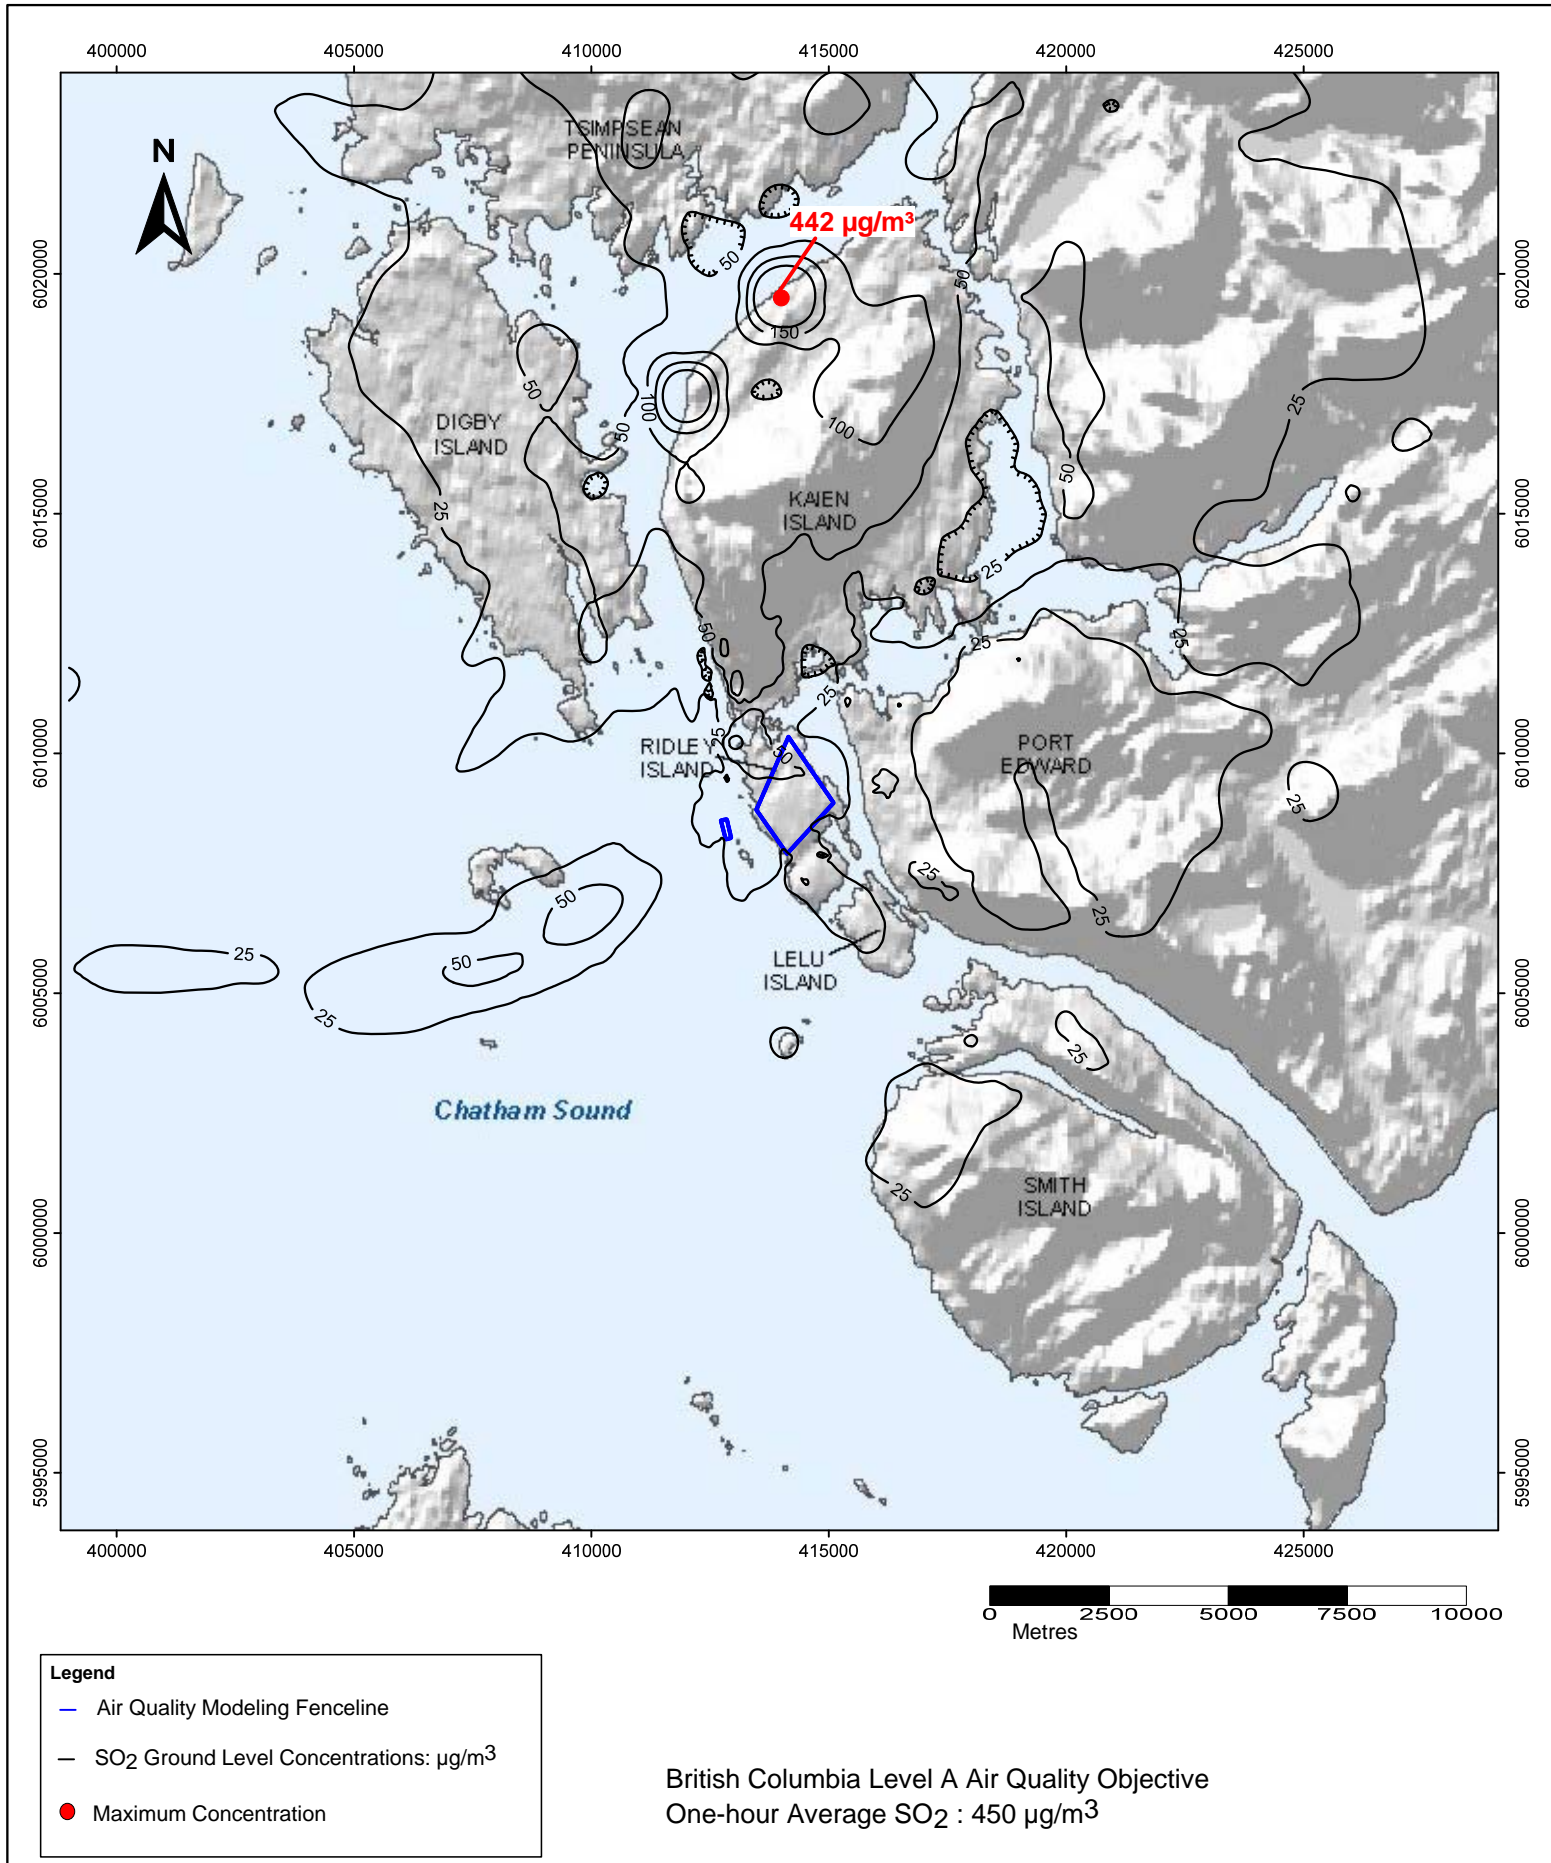 400000 405000 410000 415000 420000 425000
TSIMPSEAN
PENINSULA
N
442 µg/m³
6020000
6020000
50
50
150
50
50
100
100
25
DIGBY
ISLAND
50
KAIEN
ISLAND
25
6015000
6015000
25
50
25
25
25
25
RIDLEY
ISLAND
25
50
PORT
EDWARD
6010000
6010000
25
25
50
25
25
50
LELU
ISLAND
25
6005000
6005000
25
Chatham Sound
25
SMITH
ISLAND
6000000
6000000
5995000
5995000
400000 405000 410000 415000 420000 425000
0 2500 5000 7500 10000
Metres
Legend
Air Quality Modeling Fenceline
SO2 Ground Level Concentrations: µg/m3
Maximum Concentration
British Columbia Level A Air Quality Objective
One-hour Average SO2 : 450 µg/m3